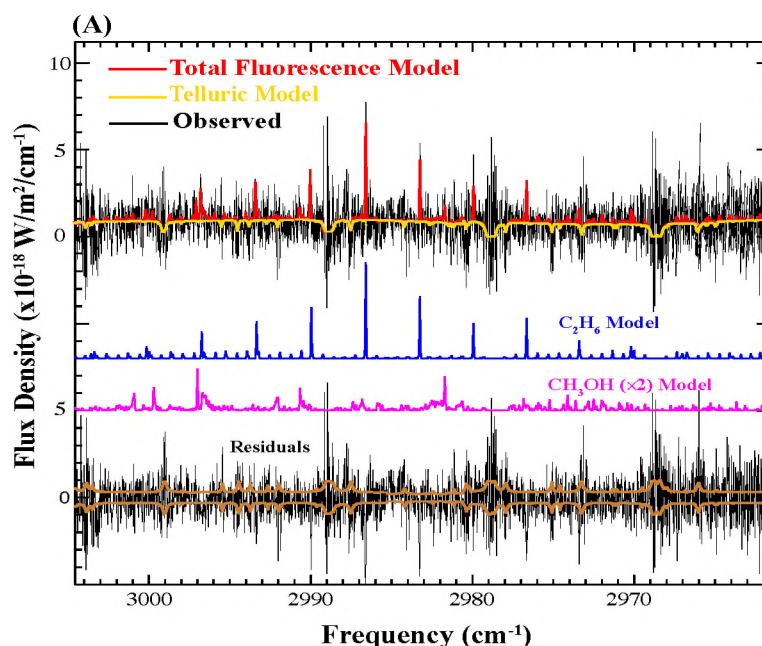 (A)
10
Total Fluorescence Model
Telluric Model
Observed
5
0
C₂H₆ Model
CH₃OH (×2) Model
5
Residuals
0
Flux Density (x10⁻¹⁸ W/m²/cm⁻¹)
3000 2990 2980 2970
Frequency (cm⁻¹)